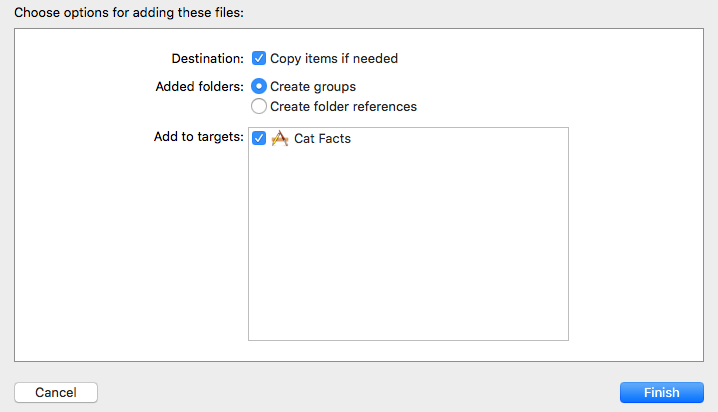 Choose options for adding these files:
Destination: Copy items if needed
Added folders: Create groups
Create folder references
Add to targets: Cat Facts
Cancel Finish